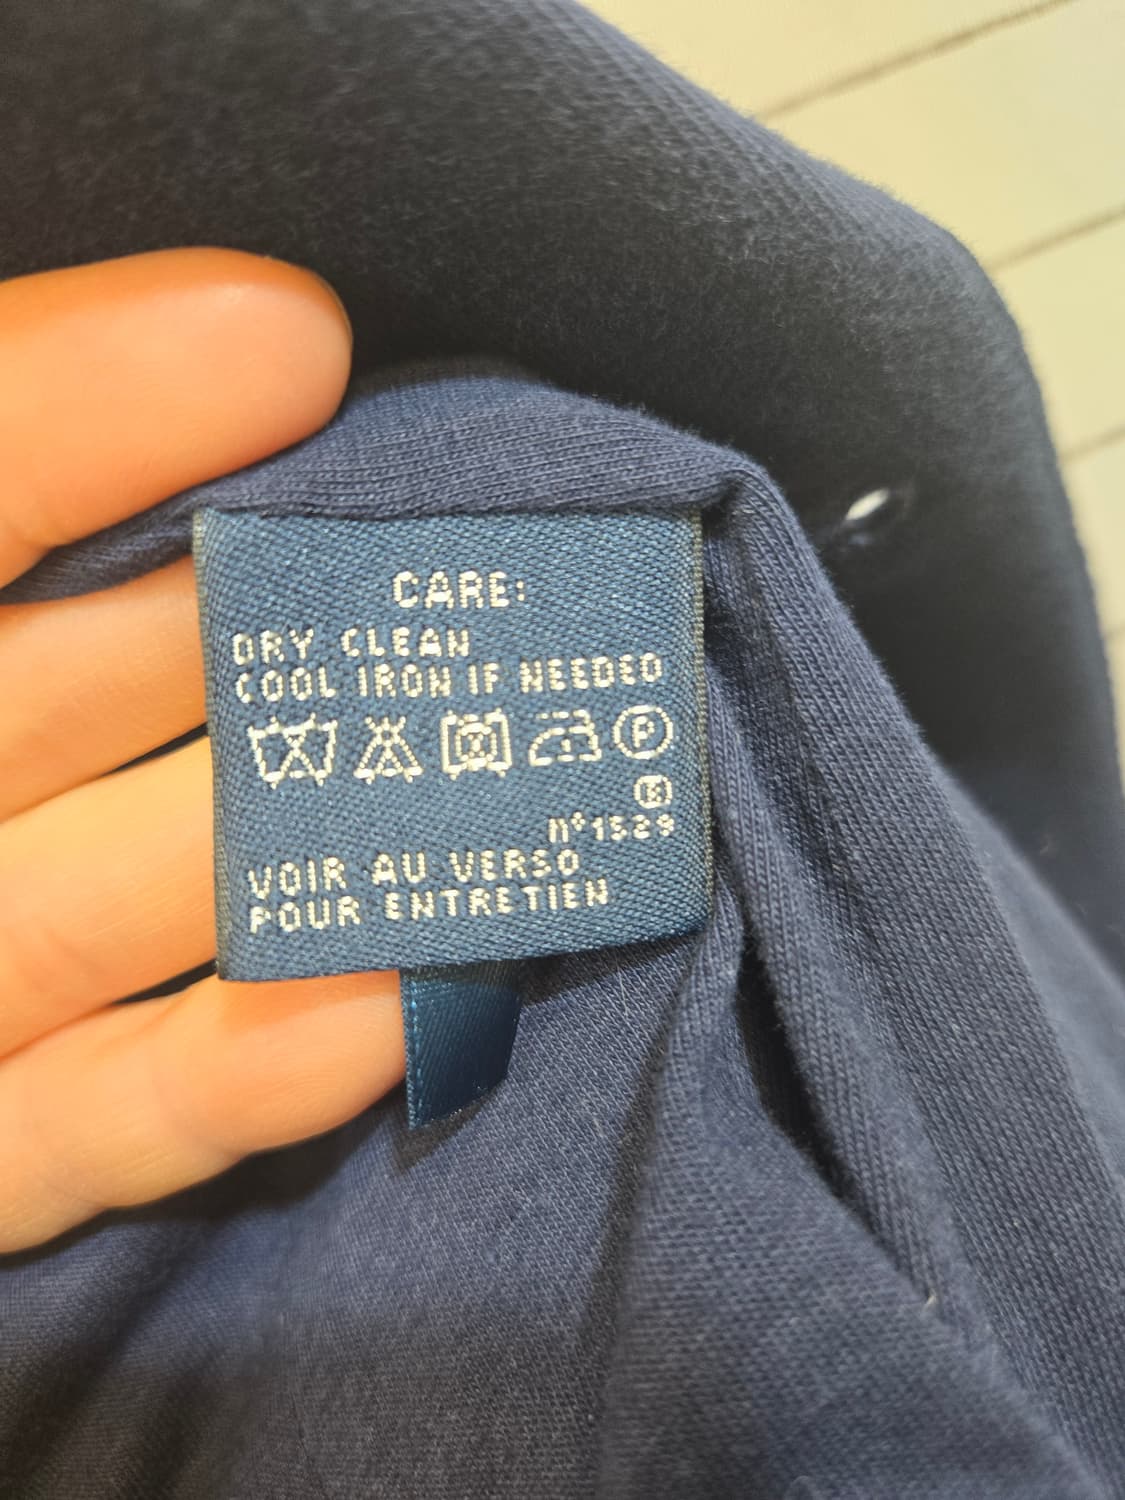 CARE:
DRY CLEAN
COOL IRON IF NEEDED
P
n°1529
VOIR AU VERSO
POUR ENTRETIEN